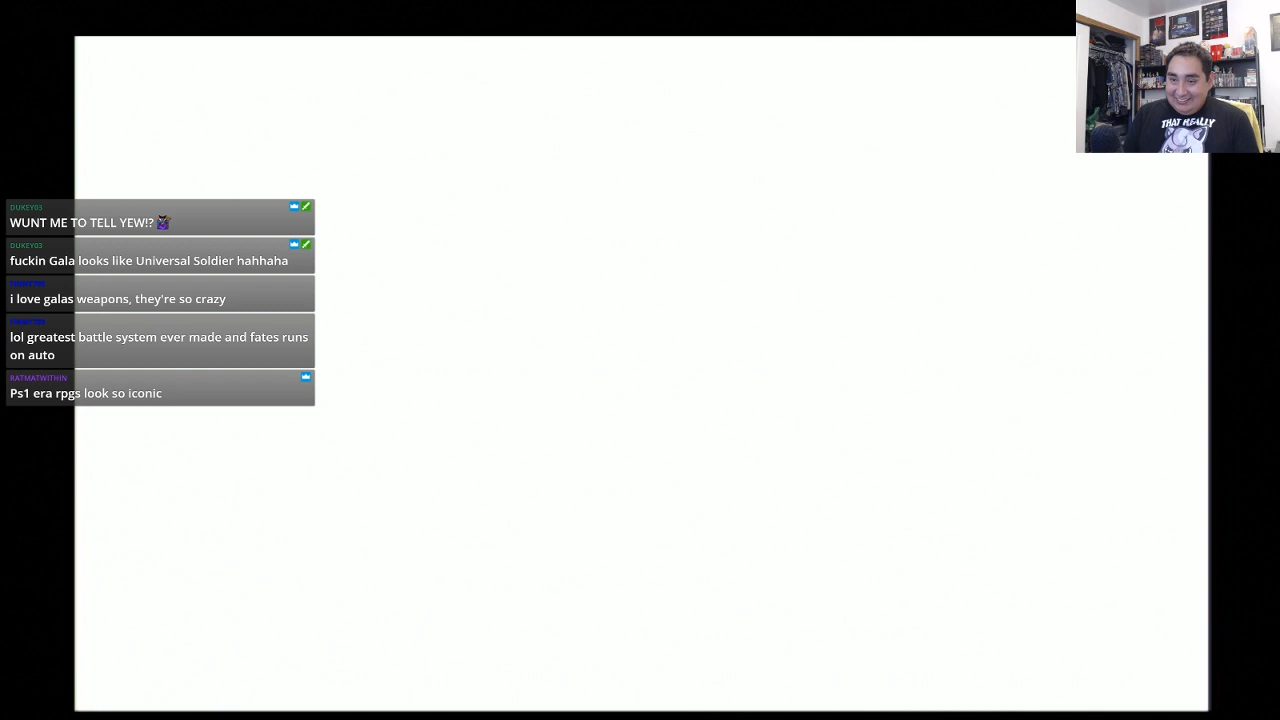 THAT REALLY
DUKEY03
WUNT ME TO TELL YEW!?
DUKEY03
fuckin Gala looks like Universal Soldier hahhaha
i love galas weapons, they're so crazy
lol greatest battle system ever made and fates runs
on auto
RATMATWITHIN
Ps1 era rpgs look so iconic